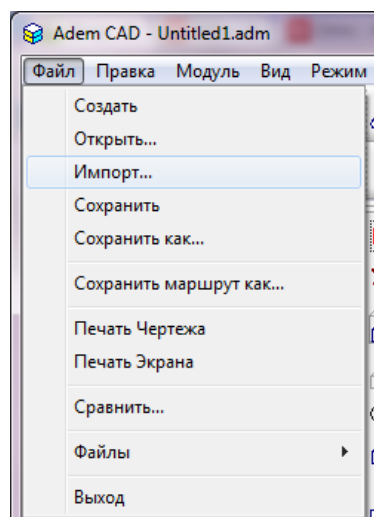 Adem CAD - Untitled1.adm
Файл Правка Модуль Вид Режим
Создать
Открыть...
Импорт...
Сохранить
Сохранить как...
Сохранить маршрут как...
Печать Чертежа
Печать Экрана
Сравнить...
Файлы
Выход